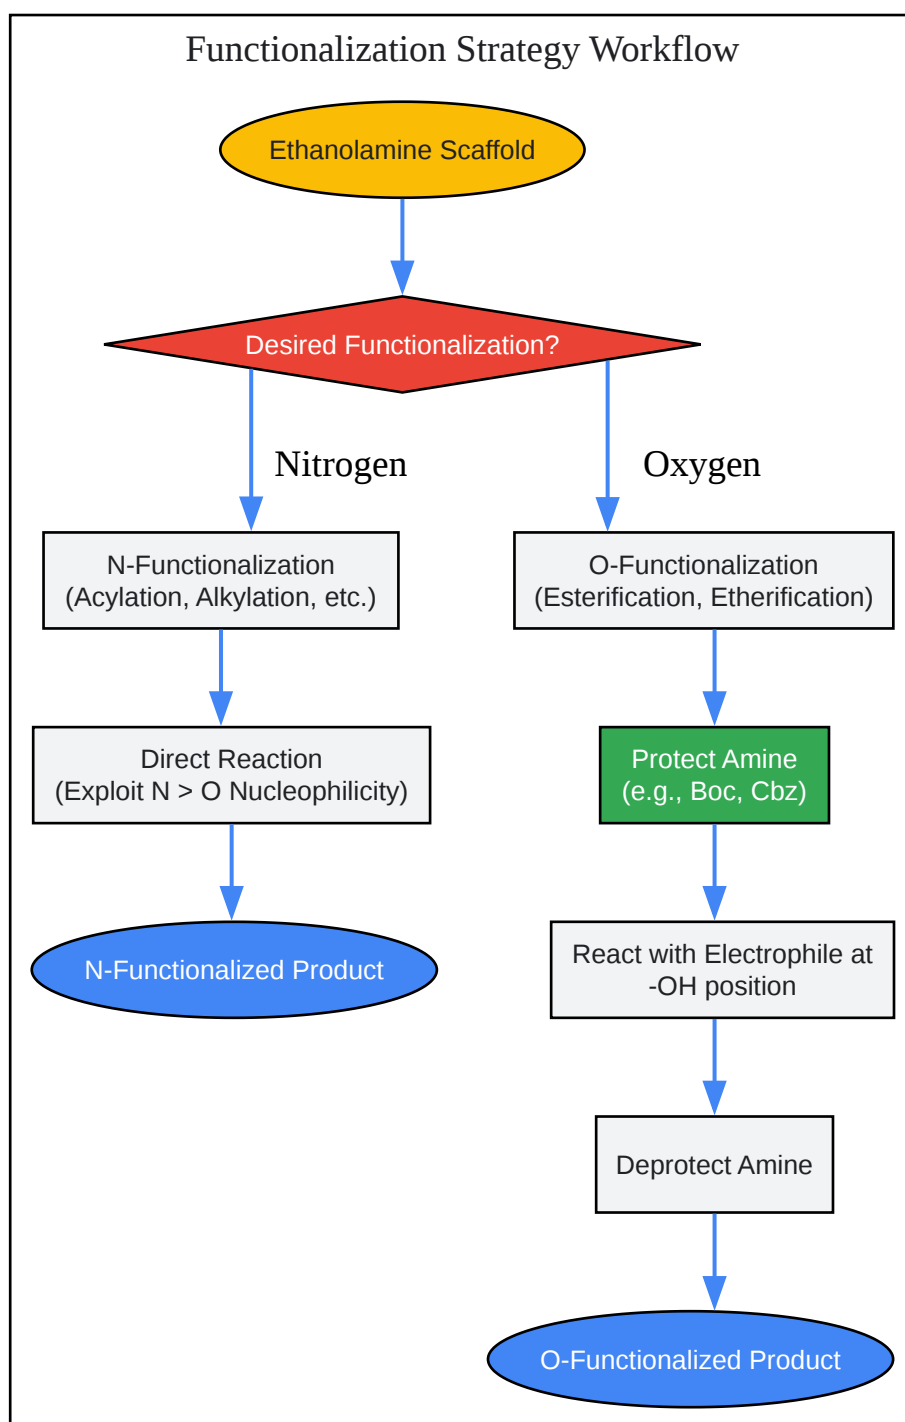 Functionalization Strategy Workflow
Ethanolamine Scaffold
Desired Functionalization?
Nitrogen
Oxygen
N-Functionalization
(Acylation, Alkylation, etc.)
O-Functionalization
(Esterification, Etherification)
Direct Reaction
(Exploit N > O Nucleophilicity)
Protect Amine
(e.g., Boc, Cbz)
N-Functionalized Product
React with Electrophile at
-OH position
Deprotect Amine
O-Functionalized Product